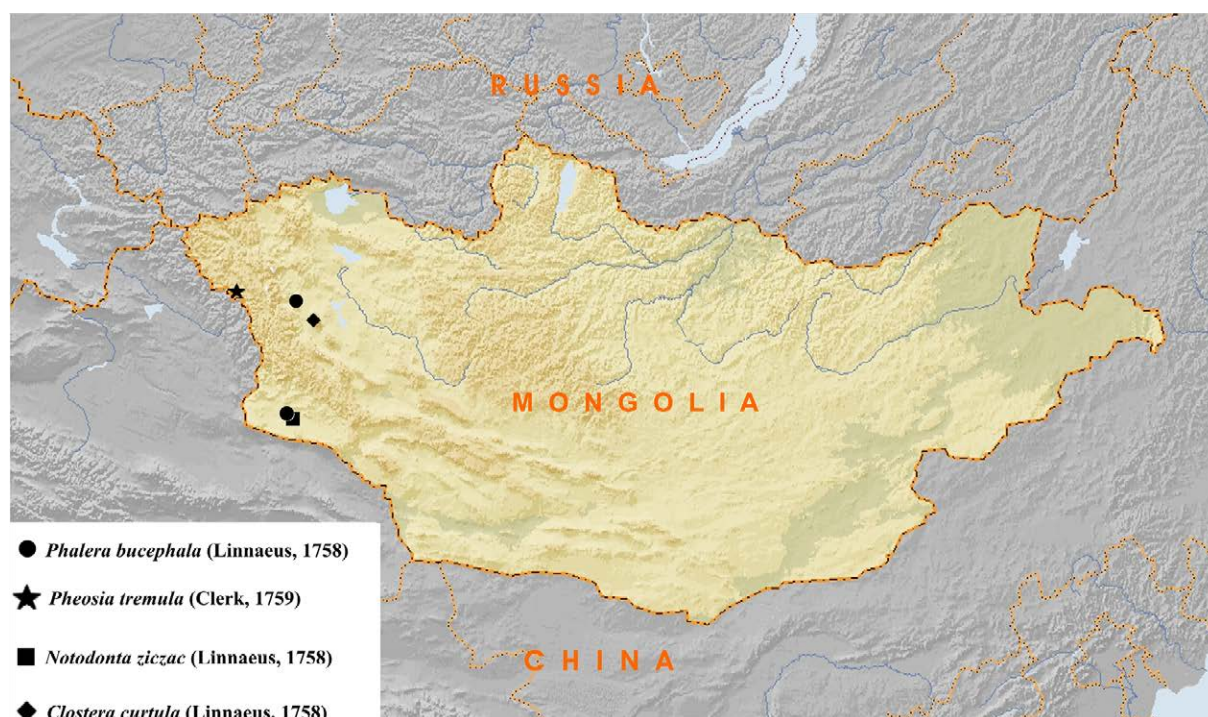 RUSSIA
MONGOLIA
CHINA
Phalera bucephala (Linnaeus, 1758)
Pheosia tremula (Clerk, 1759)
Notodonta ziczac (Linnaeus, 1758)
Clostera curtula (Linnaeus, 1758)